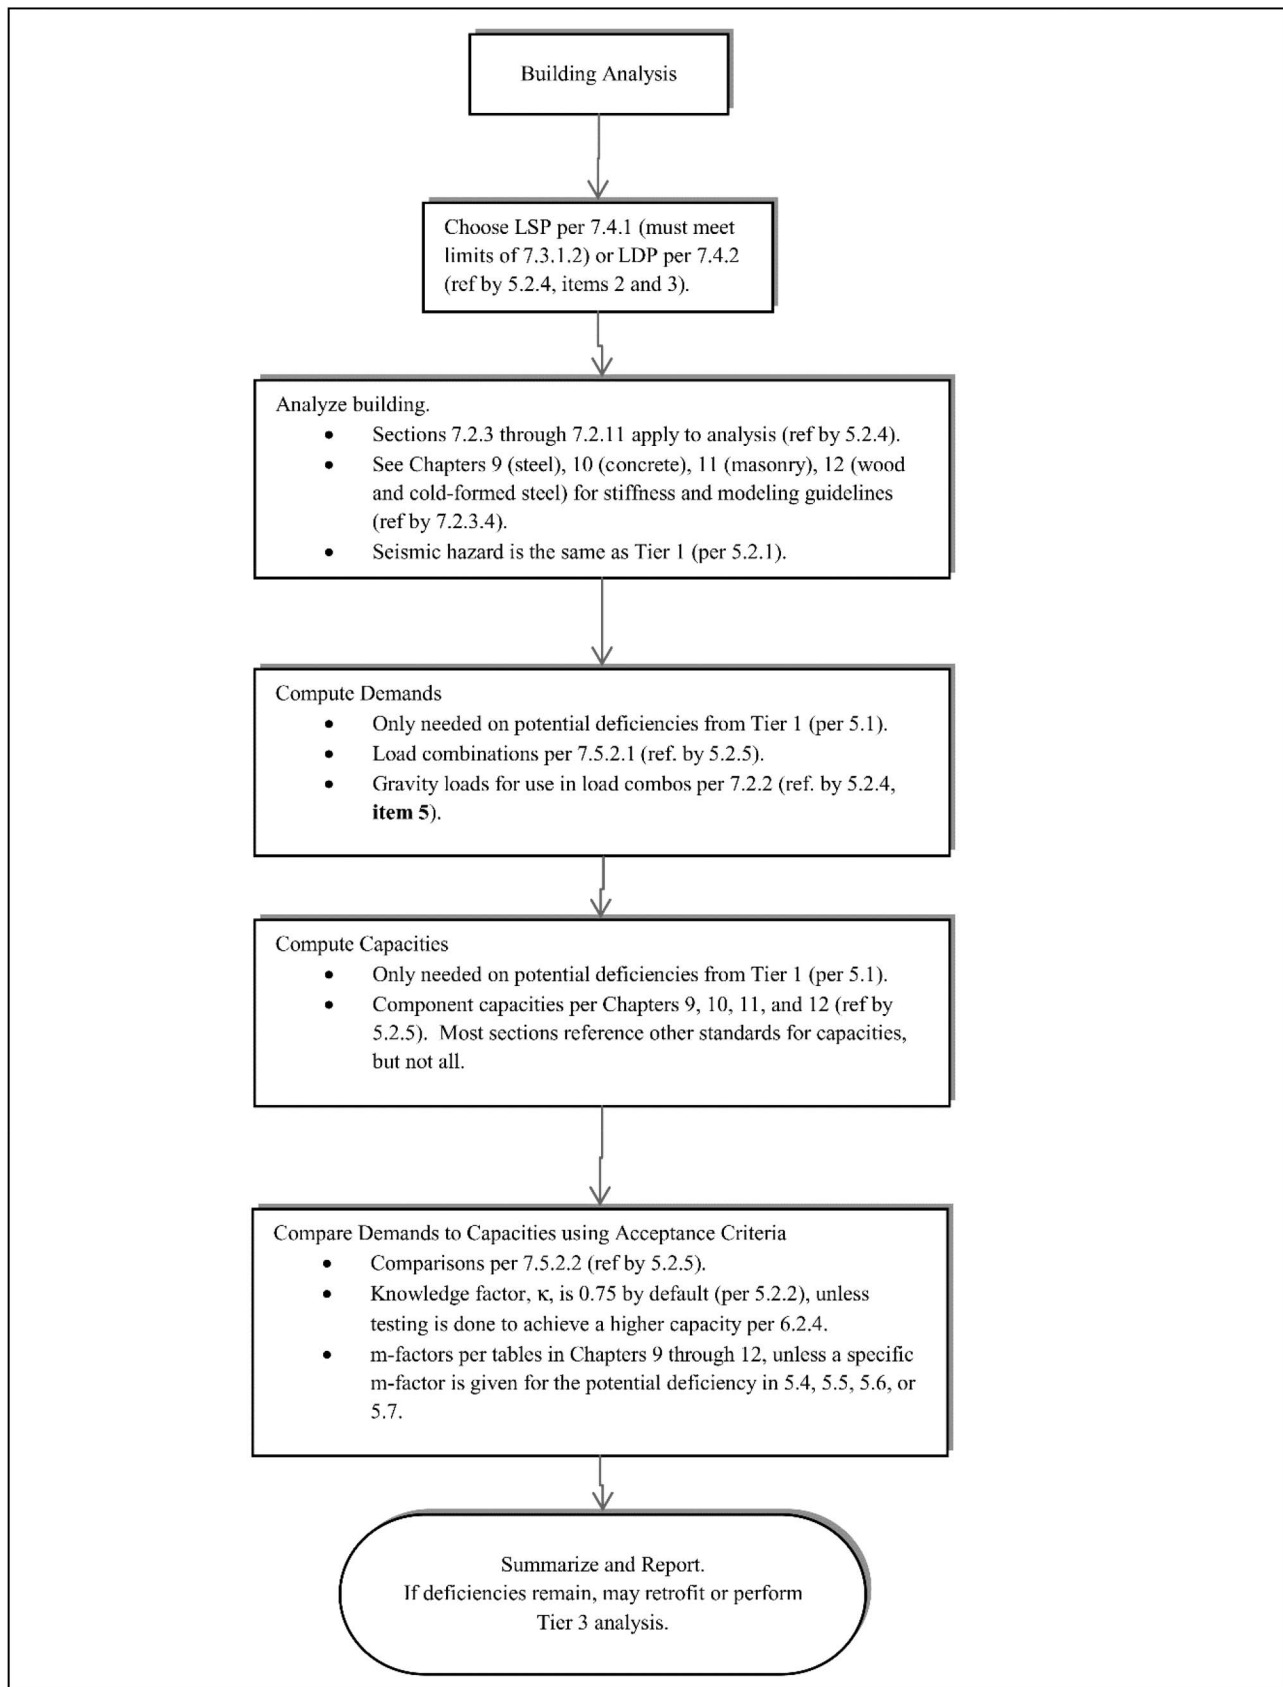 Building Analysis
Choose LSP per 7.4.1 (must meet
limits of 7.3.1.2) or LDP per 7.4.2
(ref by 5.2.4, items 2 and 3).
Analyze building.
• Sections 7.2.3 through 7.2.11 apply to analysis (ref by 5.2.4).
• See Chapters 9 (steel), 10 (concrete), 11 (masonry), 12 (wood
and cold-formed steel) for stiffness and modeling guidelines
(ref by 7.2.3.4).
• Seismic hazard is the same as Tier 1 (per 5.2.1).
Compute Demands
• Only needed on potential deficiencies from Tier 1 (per 5.1).
• Load combinations per 7.5.2.1 (ref. by 5.2.5).
• Gravity loads for use in load combos per 7.2.2 (ref. by 5.2.4,
item 5).
Compute Capacities
• Only needed on potential deficiencies from Tier 1 (per 5.1).
• Component capacities per Chapters 9, 10, 11, and 12 (ref by
5.2.5). Most sections reference other standards for capacities,
but not all.
Compare Demands to Capacities using Acceptance Criteria
• Comparisons per 7.5.2.2 (ref by 5.2.5).
• Knowledge factor, κ, is 0.75 by default (per 5.2.2), unless
testing is done to achieve a higher capacity per 6.2.4.
• m-factors per tables in Chapters 9 through 12, unless a specific
m-factor is given for the potential deficiency in 5.4, 5.5, 5.6, or
5.7.
Summarize and Report.
If deficiencies remain, may retrofit or perform
Tier 3 analysis.